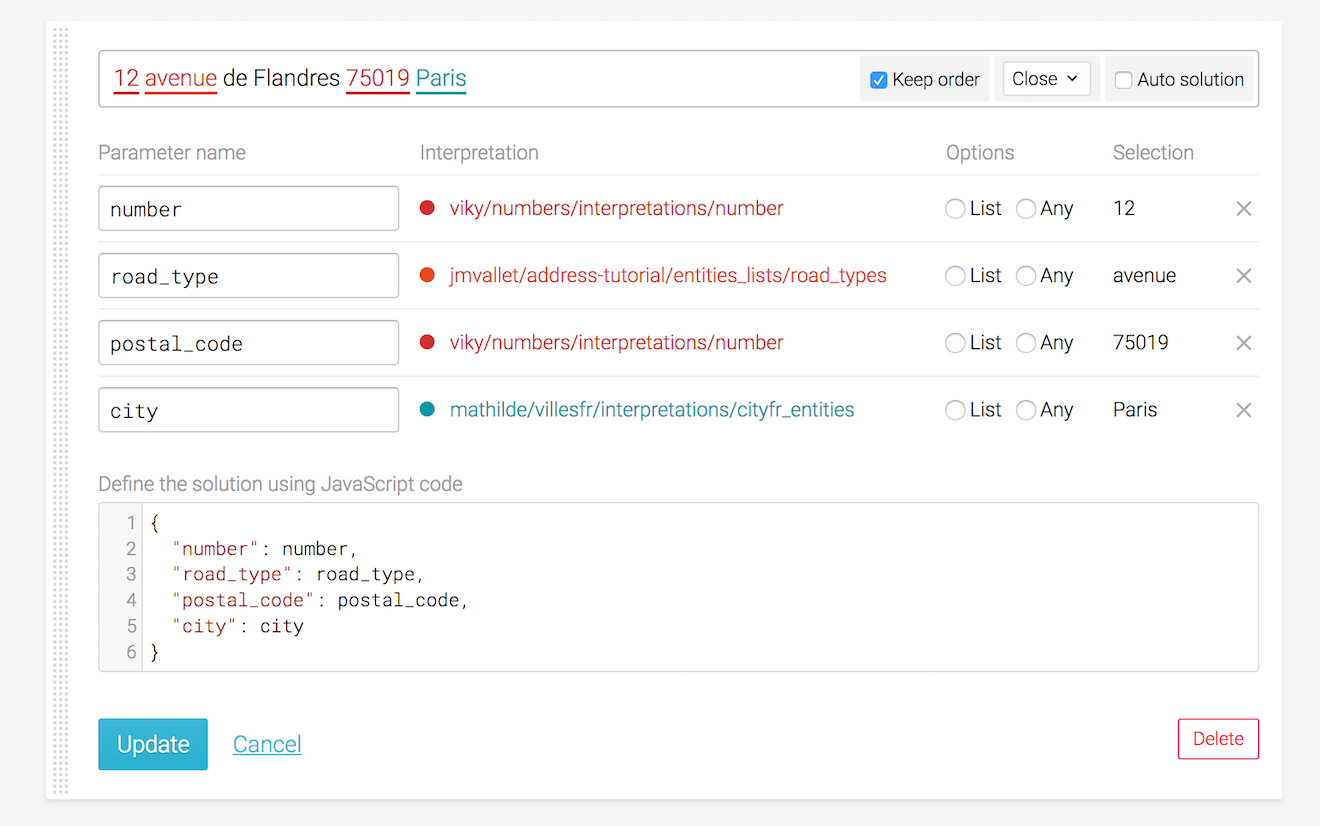 12 avenue de Flandres 75019 Paris Keep order Close Auto solution
Parameter name Interpretation Options Selection
number viky/numbers/interpretations/number List Any 12
road_type jmvallet/address-tutorial/entities_lists/road_types List Any avenue
postal_code viky/numbers/interpretations/number List Any 75019
city mathilde/villesfr/interpretations/cityfr_entities List Any Paris
Define the solution using JavaScript code
1 {
2 "number": number,
3 "road_type": road_type,
4 "postal_code": postal_code,
5 "city": city
6 }
Update Cancel Delete